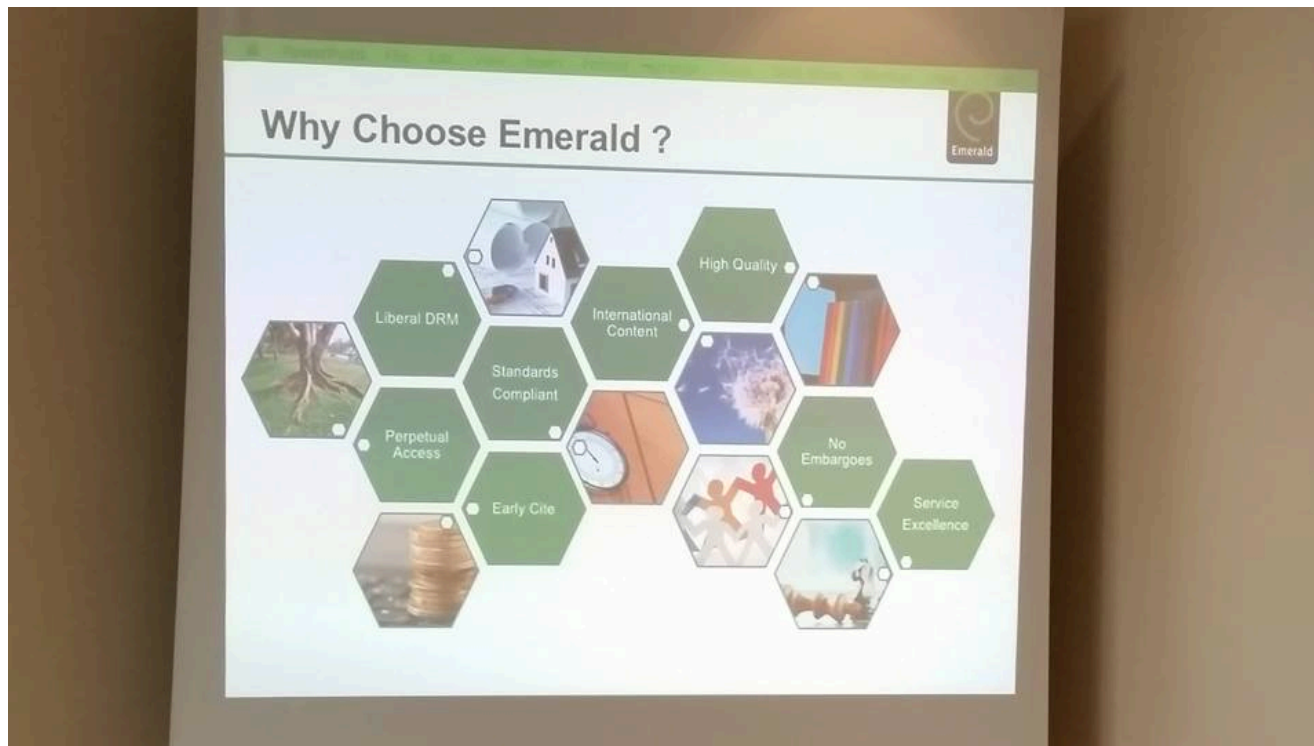 Why Choose Emerald ?
Emerald
High Quality
Liberal DRM
International
Content
Standards
Compliant
Perpetual
Access
No
Embargoes
Early Cite
Service
Excellence